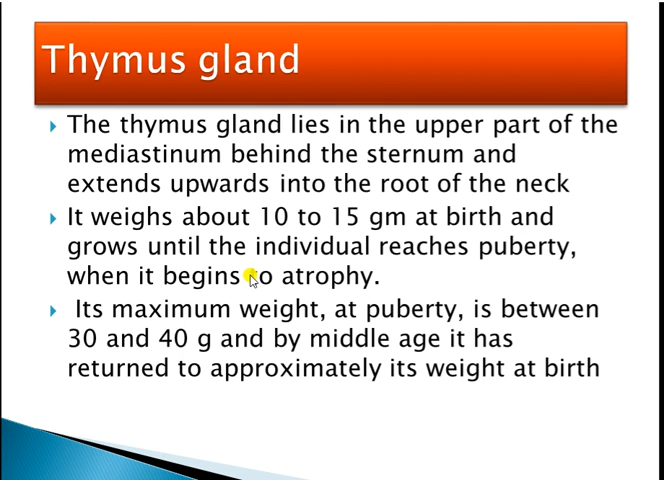 Thymus gland
The thymus gland lies in the upper part of the
mediastinum behind the sternum and
extends upwards into the root of the neck
It weighs about 10 to 15 gm at birth and
grows until the individual reaches puberty,
when it begins to atrophy.
Its maximum weight, at puberty, is between
30 and 40 g and by middle age it has
returned to approximately its weight at birth